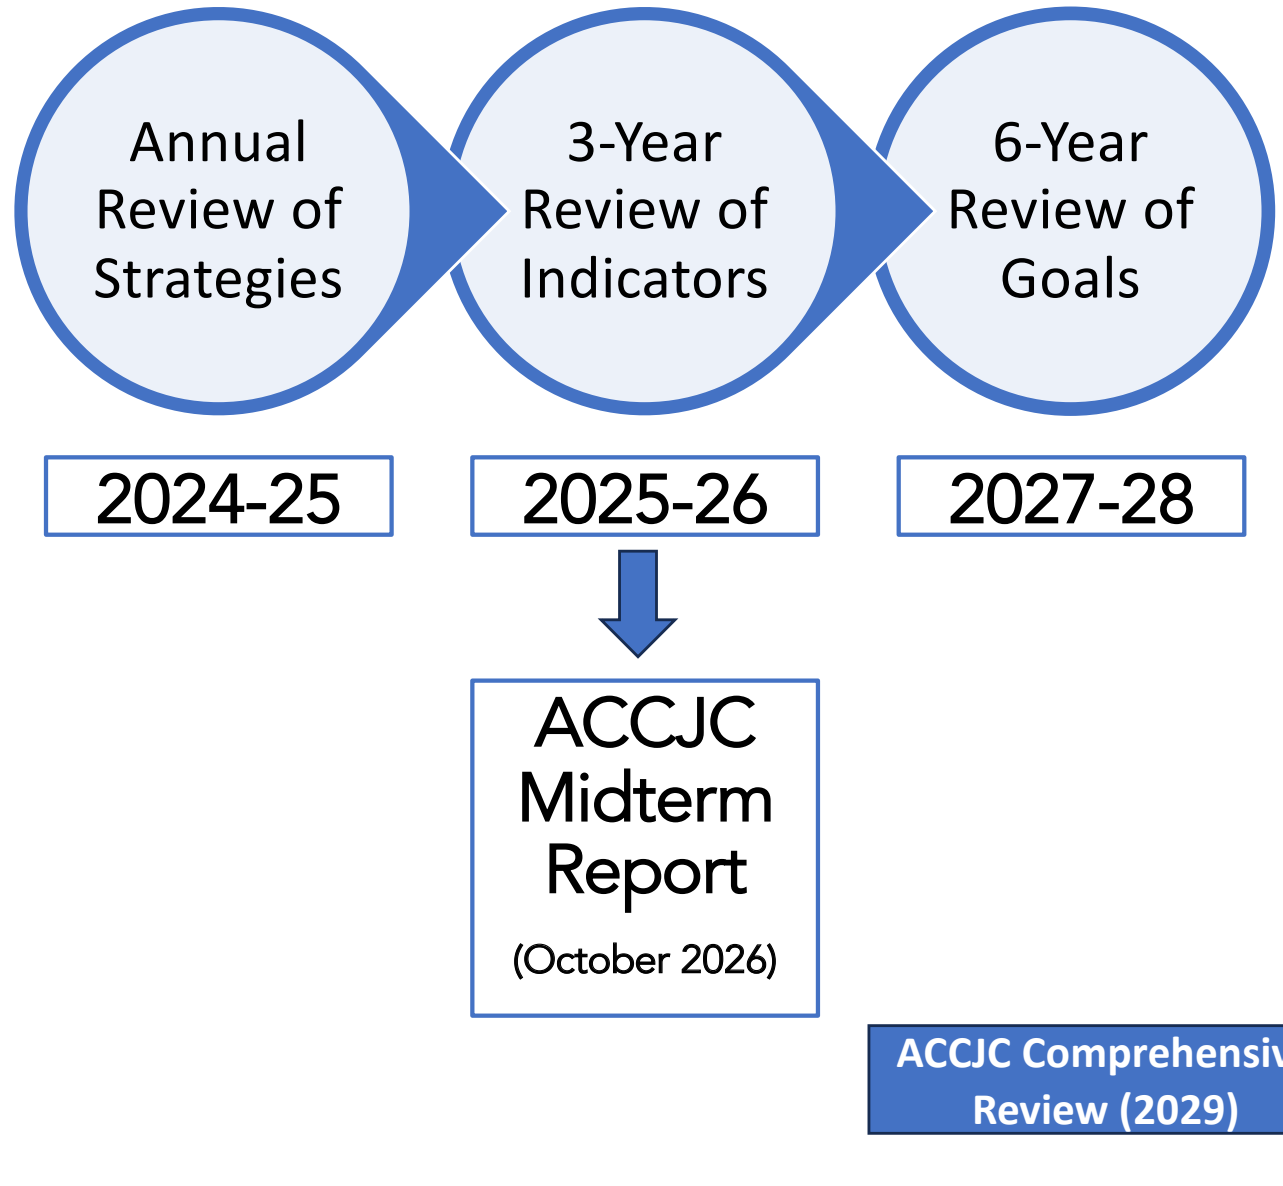 Annual
Review of
Strategies
3-Year
Review of
Indicators
6-Year
Review of
Goals
2024-25
2025-26
2027-28
ACCJC
Midterm
Report
(October 2026)
ACCJC Comprehensiv
Review (2029)